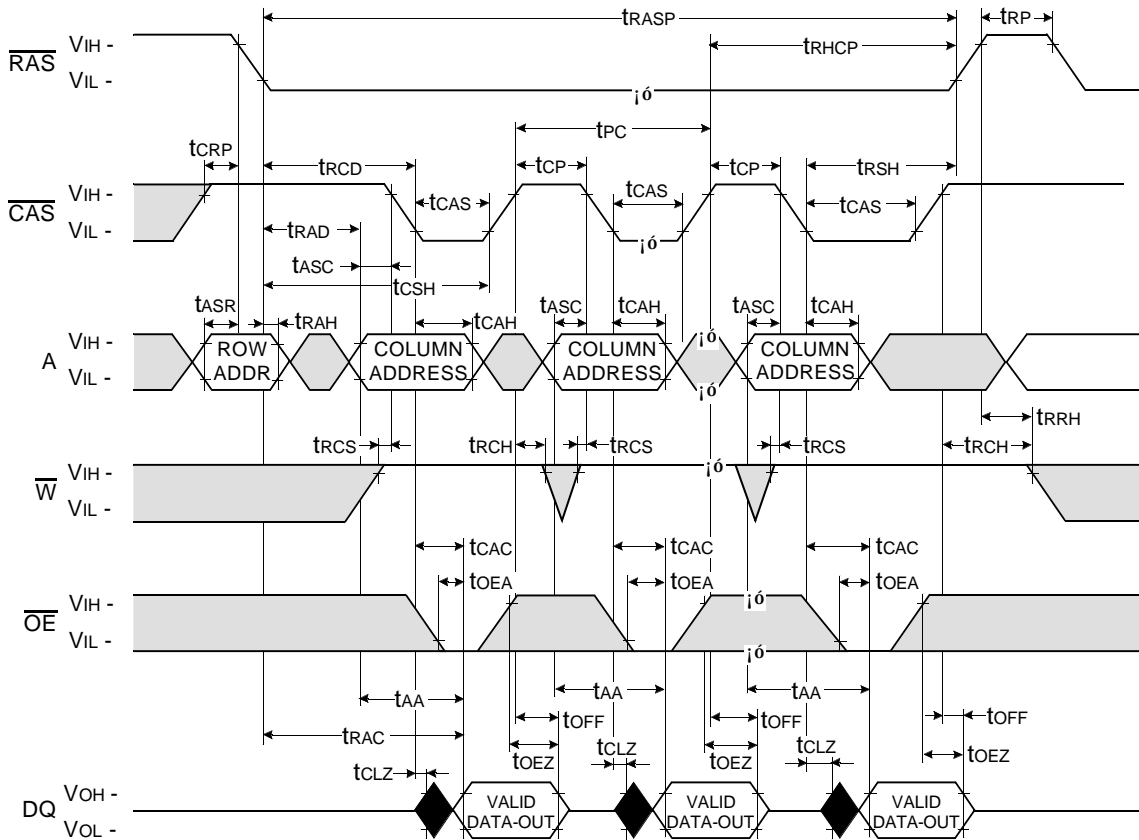 tRASP
tRP
tRHCP
RAS
VIH -
VIL -
¡ó
tCRP
tRCD
tPC
tCP
tCP
tRSH
CAS
VIH -
VIL -
tCAS
tCAS
tCAS
¡ó
tRAD
tASC
tCSH
tASR
tRAH
tCAH
tASC
tCAH
tASC
tCAH
A
VIH -
VIL -
ROW
ADDR
COLUMN
ADDRESS
COLUMN
ADDRESS
¡ó
¡ó
COLUMN
ADDRESS
tRRH
tRCS
tRCH
tRCS
tRCS
tRCH
W
VIH -
VIL -
¡ó
tCAC
tCAC
tCAC
tOEA
tOEA
tOEA
OE
VIH -
VIL -
¡ó
¡ó
tAA
tAA
tAA
tOFF
tOFF
tOFF
tRAC
tOEZ
tOEZ
tOEZ
tCLZ
tCLZ
tCLZ
DQ
VOH -
VOL -
VALID
DATA-OUT
VALID
DATA-OUT
VALID
DATA-OUT